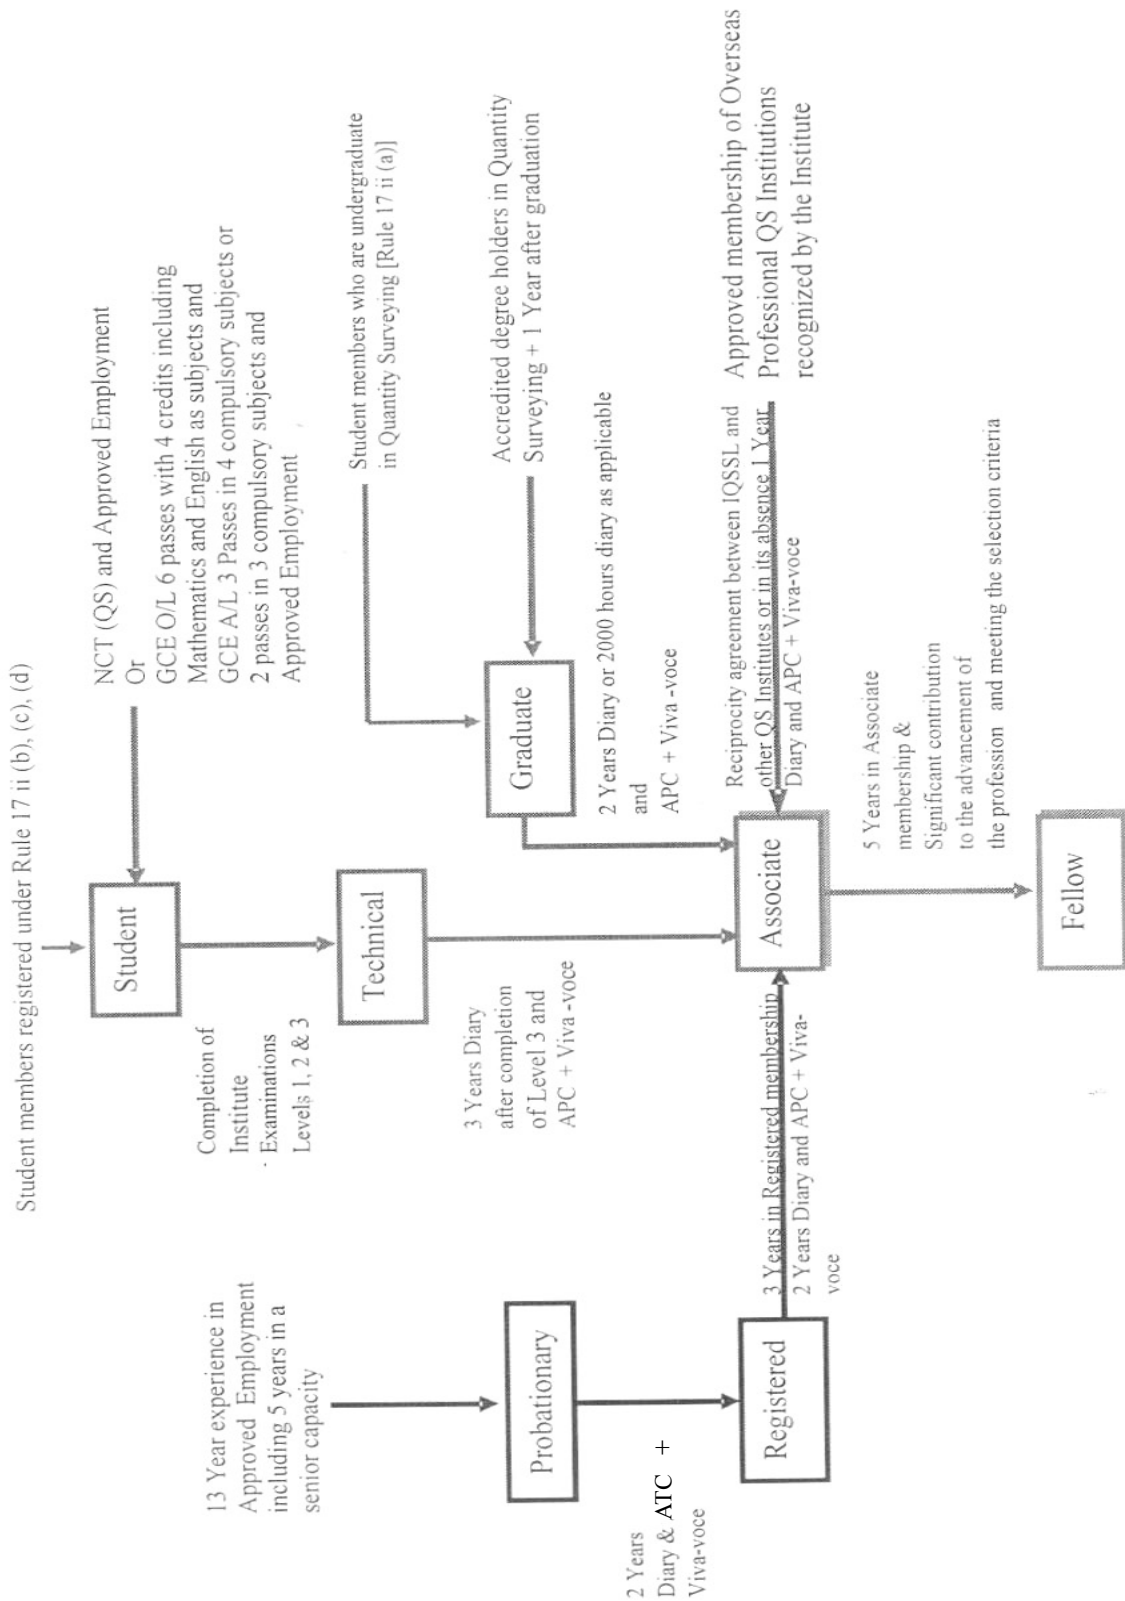 Student members registered under Rule 17 ii (b), (c), (d)
NCT (QS) and Approved Employment
Or
GCE O/L 6 passes with 4 credits including
Mathematics and English as subjects and
GCE A/L 3 Passes in 4 compulsory subjects or
2 passes in 3 compulsory subjects and
Approved Employment
Student
Completion of
Institute
Examinations
Levels 1, 2 & 3
13 Year experience in
Approved Employment
including 5 years in a
senior capacity
Technical
Student members who are undergraduate
in Quantity Surveying [Rule 17 ii (a)]
3 Years Diary
after completion
of Level 3 and
APC + Viva -voce
Probationary
Graduate
Accredited degree holders in Quantity
Surveying + 1 Year after graduation
2 Years Diary or 2000 hours diary as applicable
and
APC + Viva -voce
2 Years
Diary & ATC +
Viva-voce
Registered
3 Years in Registered membership
2 Years Diary and APC + Viva-
voce
Associate
Reciprocity agreement between IQSSL and
other QS Institutes or in its absence 1 Year
Diary and APC + Viva-voce
Approved membership of Overseas
Professional QS Institutions
recognized by the Institute
5 Years in Associate
membership &
Significant contribution
to the advancement of
the profession and meeting the selection criteria
Fellow